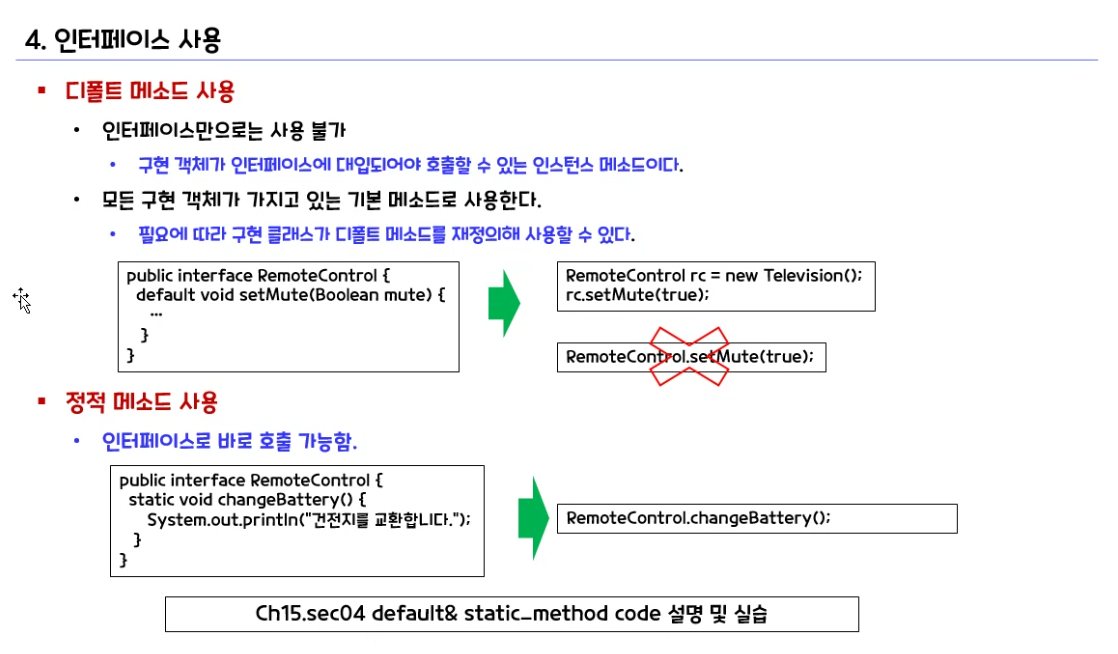 4. 인터페이스 사용
▪ 디폴트 메소드 사용
• 인터페이스만으로는 사용 불가
• 구현 객체가 인터페이스에 대입되어야 호출할 수 있는 인스턴스 메소드이다.
• 모든 구현 객체가 가지고 있는 기본 메소드로 사용한다.
• 필요에 따라 구현 클래스가 디폴트 메소드를 재정의해 사용할 수 있다.
public interface RemoteControl {
default void setMute(Boolean mute) {
…
}
}
RemoteControl rc = new Television();
rc.setMute(true);
RemoteControl.setMute(true);
▪ 정적 메소드 사용
• 인터페이스로 바로 호출 가능함.
public interface RemoteControl {
static void changeBattery() {
System.out.println("건전지를 교환합니다.");
}
}
RemoteControl.changeBattery();
Ch15.sec04 default& static_method code 설명 및 실습